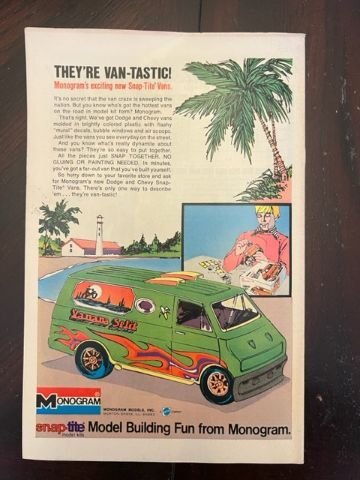 THEY'RE VAN-TASTIC!
Monogram's exciting new Snap-Tite® Vans.
It's no secret that the van craze is sweeping the
nation. But you know who's got the hottest vans
on the road in model kit form? Monogram.
That's right. We've got Dodge and Chevy vans
molded in brightly colored plastic with flashy
"mural" decals, bubble windows and air scoops.
Just like the vans you see everyday on the street.
And you know what's really dynamite about
these vans? They're so easy to put together.
All the pieces just SNAP TOGETHER. NO
GLUING OR PAINTING NEEDED. In minutes,
you've got a far-out van that you've built yourself.
So hurry down to your favorite store and ask
for Monogram's new Dodge and Chevy Snap-
Tite® Vans. There's only one way to describe
'em . . . they're van-tastic!
MONOGRAM
MONOGRAM MODELS, INC.
MORTON GROVE, ILL. 60053
snap-tite® Model Building Fun from Monogram.
model kits